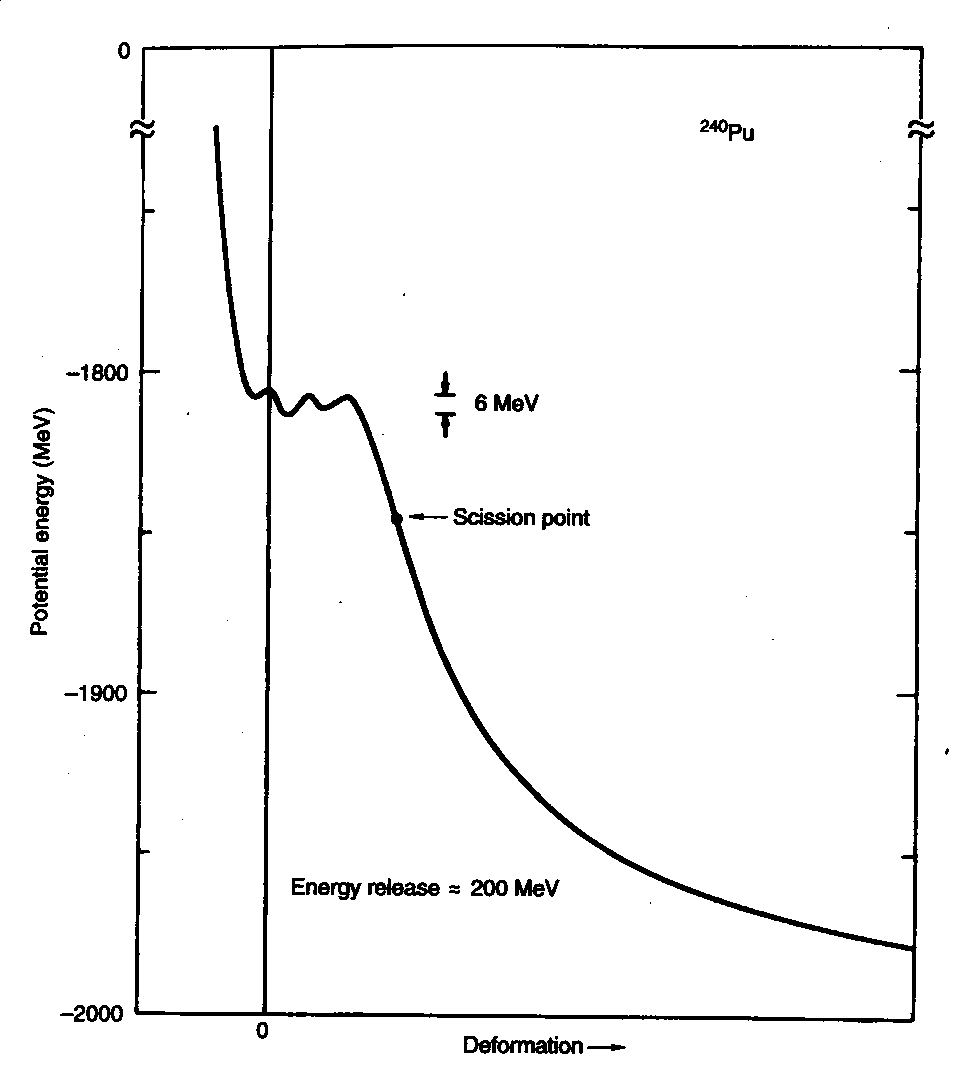 0
²⁴⁰Pu
−1800
6 MeV
Scission point
Potential energy (MeV)
−1900
Energy release ≈ 200 MeV
−2000
0
Deformation →